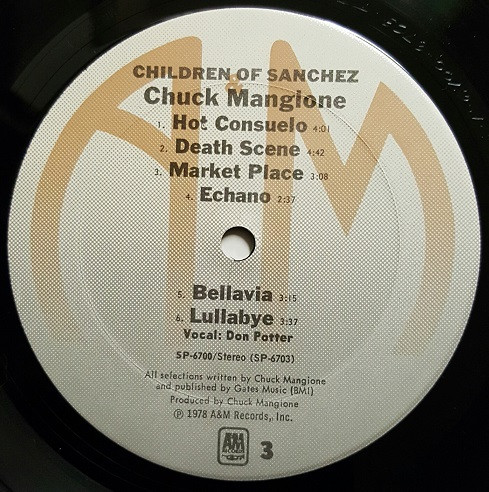 CHILDREN OF SANCHEZ
Chuck Mangione
1. Hot Consuelo 4:01
2. Death Scene 4:42
3. Market Place 3:08
4. Echano 2:37
5. Bellavia 3:15
6. Lullabye 3:37
Vocal: Don Potter
SP-6700/Stereo (SP-6703)
All selections written by Chuck Mangione
and published by Gates Music (BMI)
Produced by Chuck Mangione
℗ 1978 A&M Records, Inc.
A&M
RECORDS
3